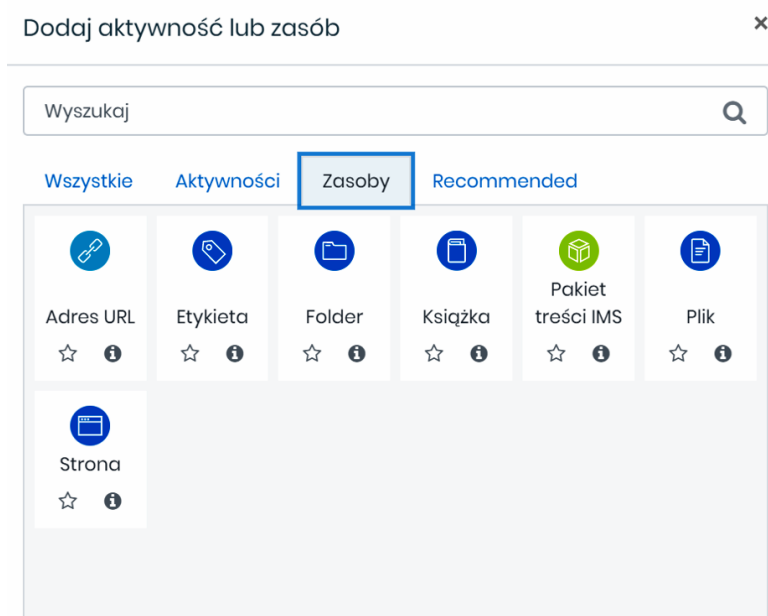 Dodaj aktywność lub zasób
Wyszukaj
Wszystkie Aktywności Zasoby Recommended
Adres URL
Etykieta
Folder
Książka
Pakiet
treści IMS
Plik
Strona